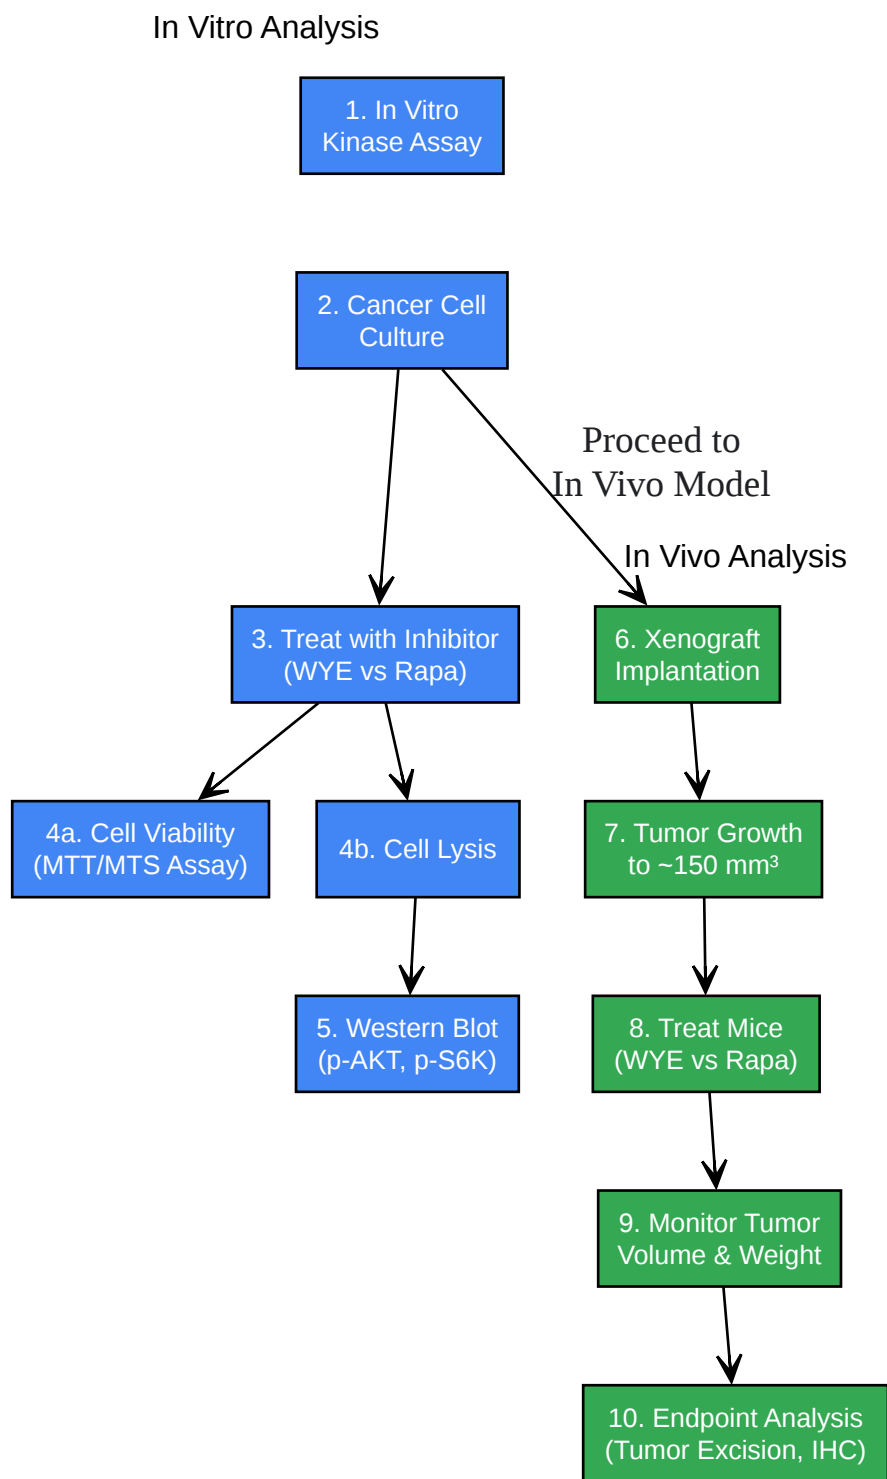 In Vitro Analysis
1. In Vitro
Kinase Assay
2. Cancer Cell
Culture
Proceed to
In Vivo Model
In Vivo Analysis
3. Treat with Inhibitor
(WYE vs Rapa)
6. Xenograft
Implantation
4a. Cell Viability
(MTT/MTS Assay)
4b. Cell Lysis
7. Tumor Growth
to ~150 mm³
5. Western Blot
(p-AKT, p-S6K)
8. Treat Mice
(WYE vs Rapa)
9. Monitor Tumor
Volume & Weight
10. Endpoint Analysis
(Tumor Excision, IHC)